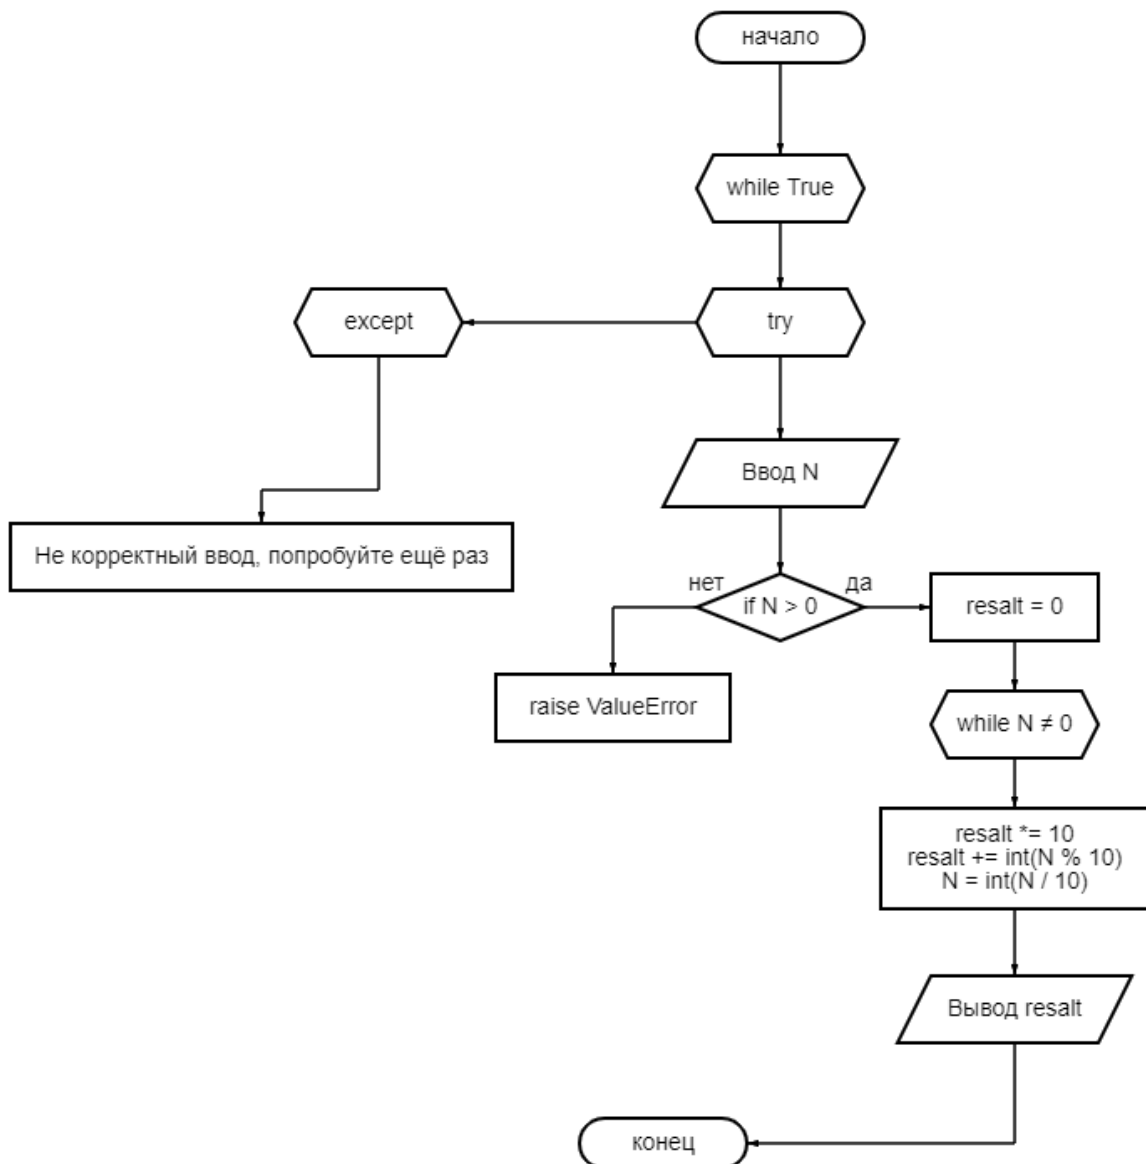 начало
while True
except
try
Ввод N
Не корректный ввод, попробуйте ещё раз
нет
if N > 0
да
resalt = 0
raise ValueError
while N ≠ 0
resalt *= 10
resalt += int(N % 10)
N = int(N / 10)
Вывод resalt
конец